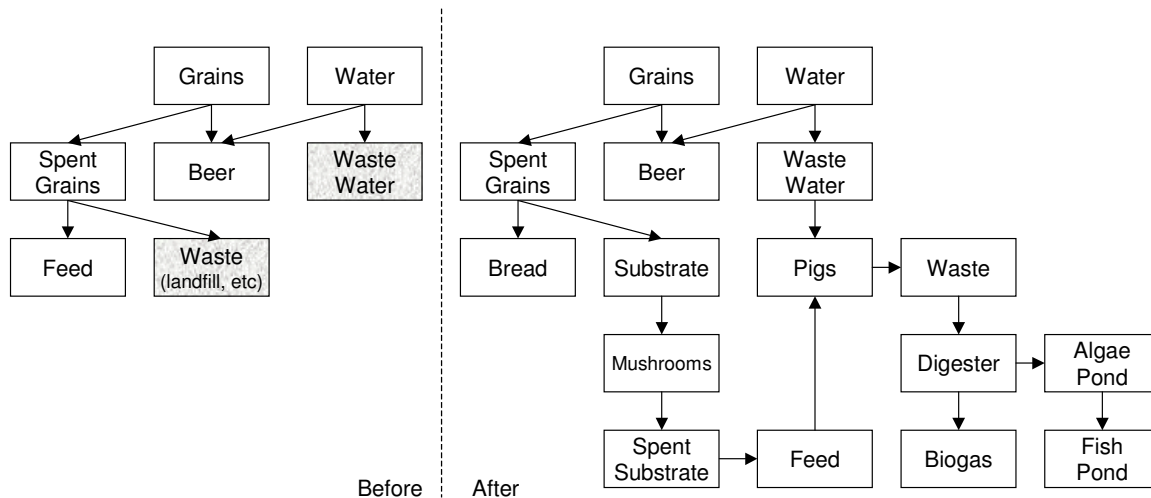 Grains
Water
Spent
Grains
Beer
Waste
Water
Feed
Waste
(landfill, etc)
Before
Grains
Water
Spent
Grains
Beer
Waste
Water
Bread
Substrate
Pigs
Waste
Mushrooms
Digester
Algae
Pond
Spent
Substrate
Feed
Biogas
Fish
Pond
After